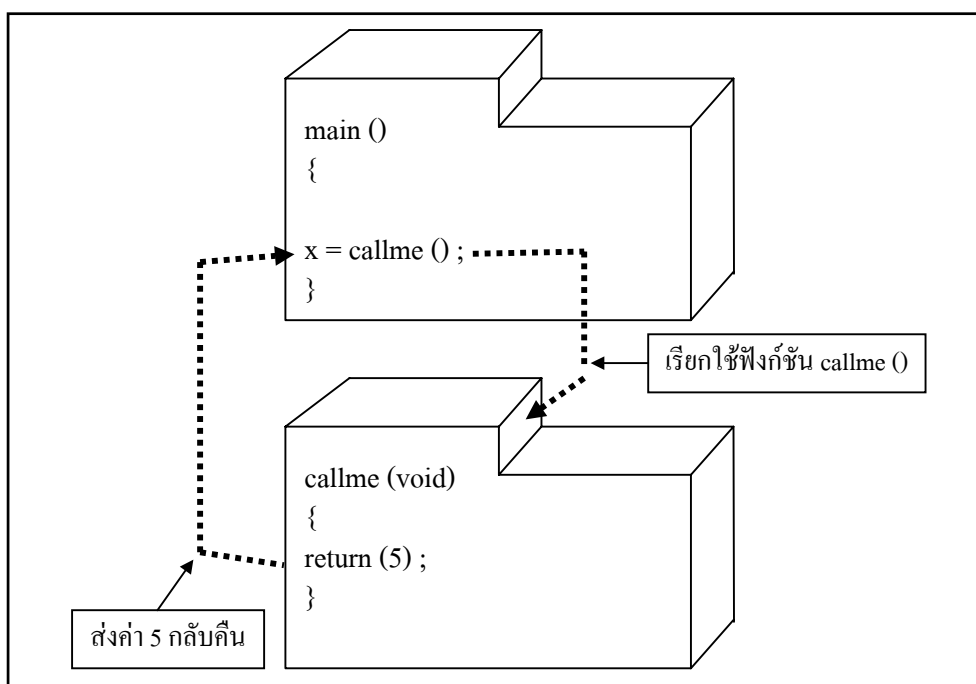 main ()
{
x = callme () ;
}
เรียกใช้ฟังก์ชัน callme ()
callme (void)
{
return (5) ;
}
ส่งค่า 5 กลับคืน